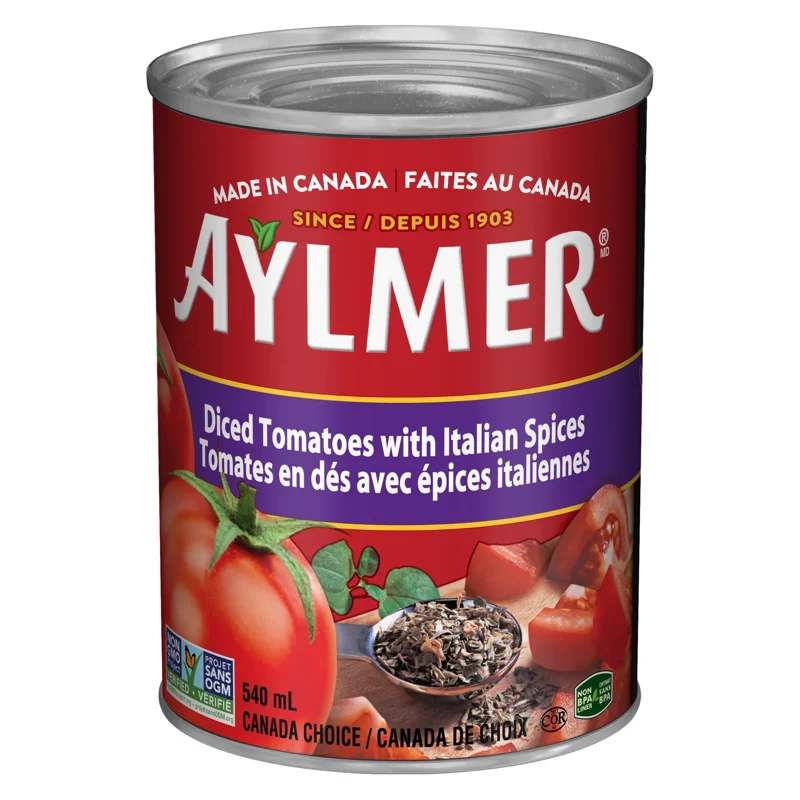 MADE IN CANADA | FAITES AU CANADA
SINCE / DEPUIS 1903
AYLMER®
MD
Diced Tomatoes with Italian Spices
Tomates en dés avec épices italiennes
NON GMO Project VERIFIED
PROJET SANS OGM VÉRIFIÉ
540 mL
CANADA CHOICE / CANADA DE CHOIX
COR
NON BPA LINER
SANS BPA